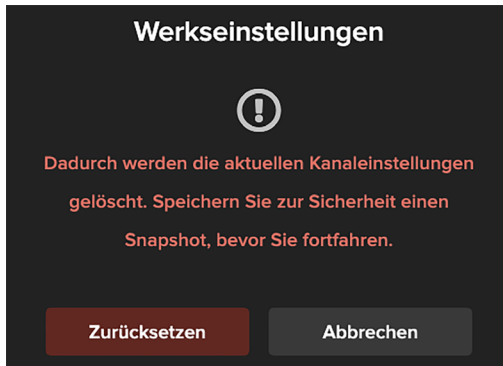 Werkseinstellungen
Dadurch werden die aktuellen Kanaleinstellungen
gelöscht. Speichern Sie zur Sicherheit einen
Snapshot, bevor Sie fortfahren.
Zurücksetzen
Abbrechen